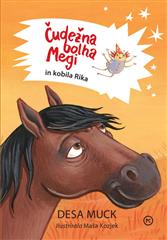 Čudežna
bolha
Megi
in kobila Rika
DESA MUCK
Ilustrirala Maša Kozjek